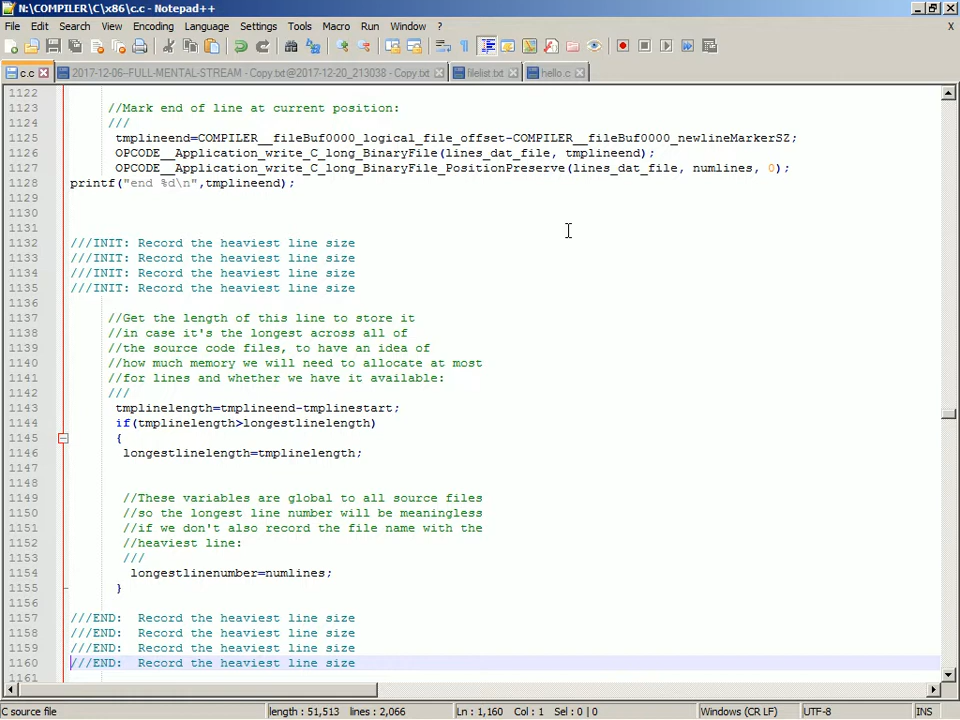 N:\COMPILER\C\x86\c.c - Notepad++
File Edit Search View Encoding Language Settings Tools Macro Run Window ? X
c.c 2017-12-06--FULL-MENTAL-STREAM - Copy.txt@2017-12-20_213038 - Copy.txt filelist.txt hello.c
1122
1123 //Mark end of line at current position:
1124 ///
1125 tmplineend=COMPILER__fileBuf0000_logical_file_offset-COMPILER__fileBuf0000_newlineMarkerSZ;
1126 OPCODE__Application_write_C_long_BinaryFile(lines_dat_file, tmplineend);
1127 OPCODE__Application_write_C_long_BinaryFile_PositionPreserve(lines_dat_file, numlines, 0);
1128 printf("end %d\n",tmplineend);
1129
1130
1131
1132 ///INIT: Record the heaviest line size
1133 ///INIT: Record the heaviest line size
1134 ///INIT: Record the heaviest line size
1135 ///INIT: Record the heaviest line size
1136
1137 //Get the length of this line to store it
1138 //in case it's the longest across all of
1139 //the source code files, to have an idea of
1140 //how much memory we will need to allocate at most
1141 //for lines and whether we have it available:
1142 ///
1143 tmplinelength=tmplineend-tmplinestart;
1144 if(tmplinelength>longestlinelength)
1145 {
1146 longestlinelength=tmplinelength;
1147
1148
1149 //These variables are global to all source files
1150 //so the longest line number will be meaningless
1151 //if we don't also record the file name with the
1152 //heaviest line:
1153 ///
1154 longestlinenumber=numlines;
1155 }
1156
1157 ///END:  Record the heaviest line size
1158 ///END:  Record the heaviest line size
1159 ///END:  Record the heaviest line size
1160 ///END:  Record the heaviest line size
1161
C source file length : 51,513 lines : 2,066 Ln : 1,160 Col : 1 Sel : 0 | 0 Windows (CR LF) UTF-8 INS